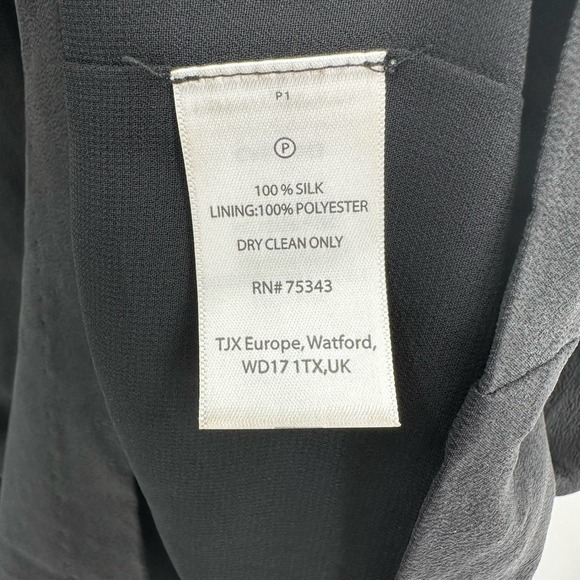 P1
P
100 % SILK
LINING:100% POLYESTER
DRY CLEAN ONLY
RN# 75343
TJX Europe, Watford,
WD17 1TX,UK